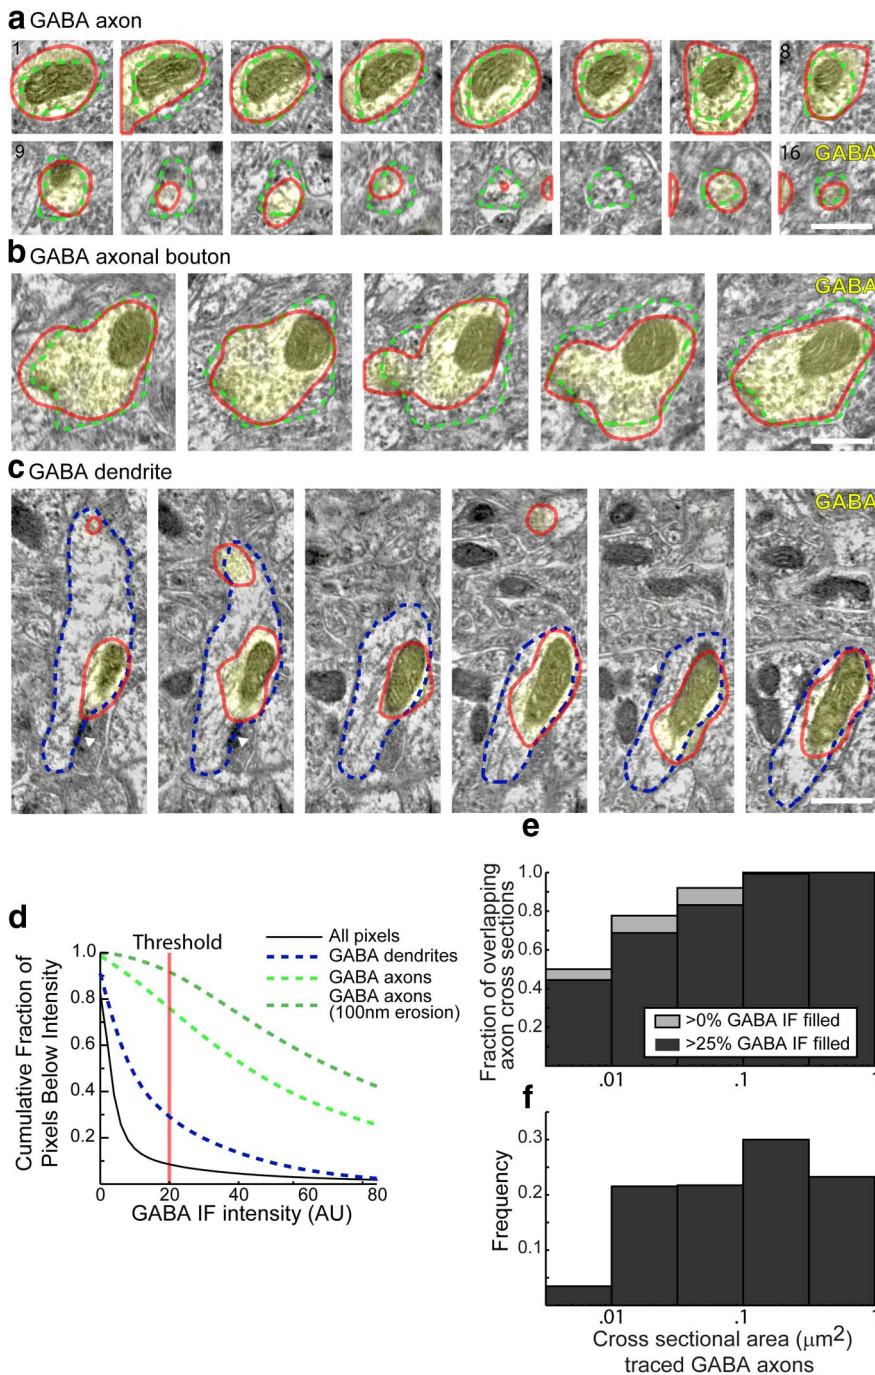 a GABA axon
1
8
9
16 GABA
b GABA axonal bouton
GABA
c GABA dendrite
GABA
d
Threshold
All pixels
GABA dendrites
GABA axons
GABA axons
(100nm erosion)
Cumulative Fraction of
Pixels Below Intensity
1.0
0.8
0.6
0.4
0.2
0 20 40 60 80
GABA IF intensity (AU)
e
Fraction of overlapping
axon cross sections
1.0
0.8
0.6
0.4
0.2
>0% GABA IF filled
>25% GABA IF filled
.01 .1 1
f
Frequency
0.3
0.2
0.1
.01 .1 1
Cross sectional area (μm2)
traced GABA axons